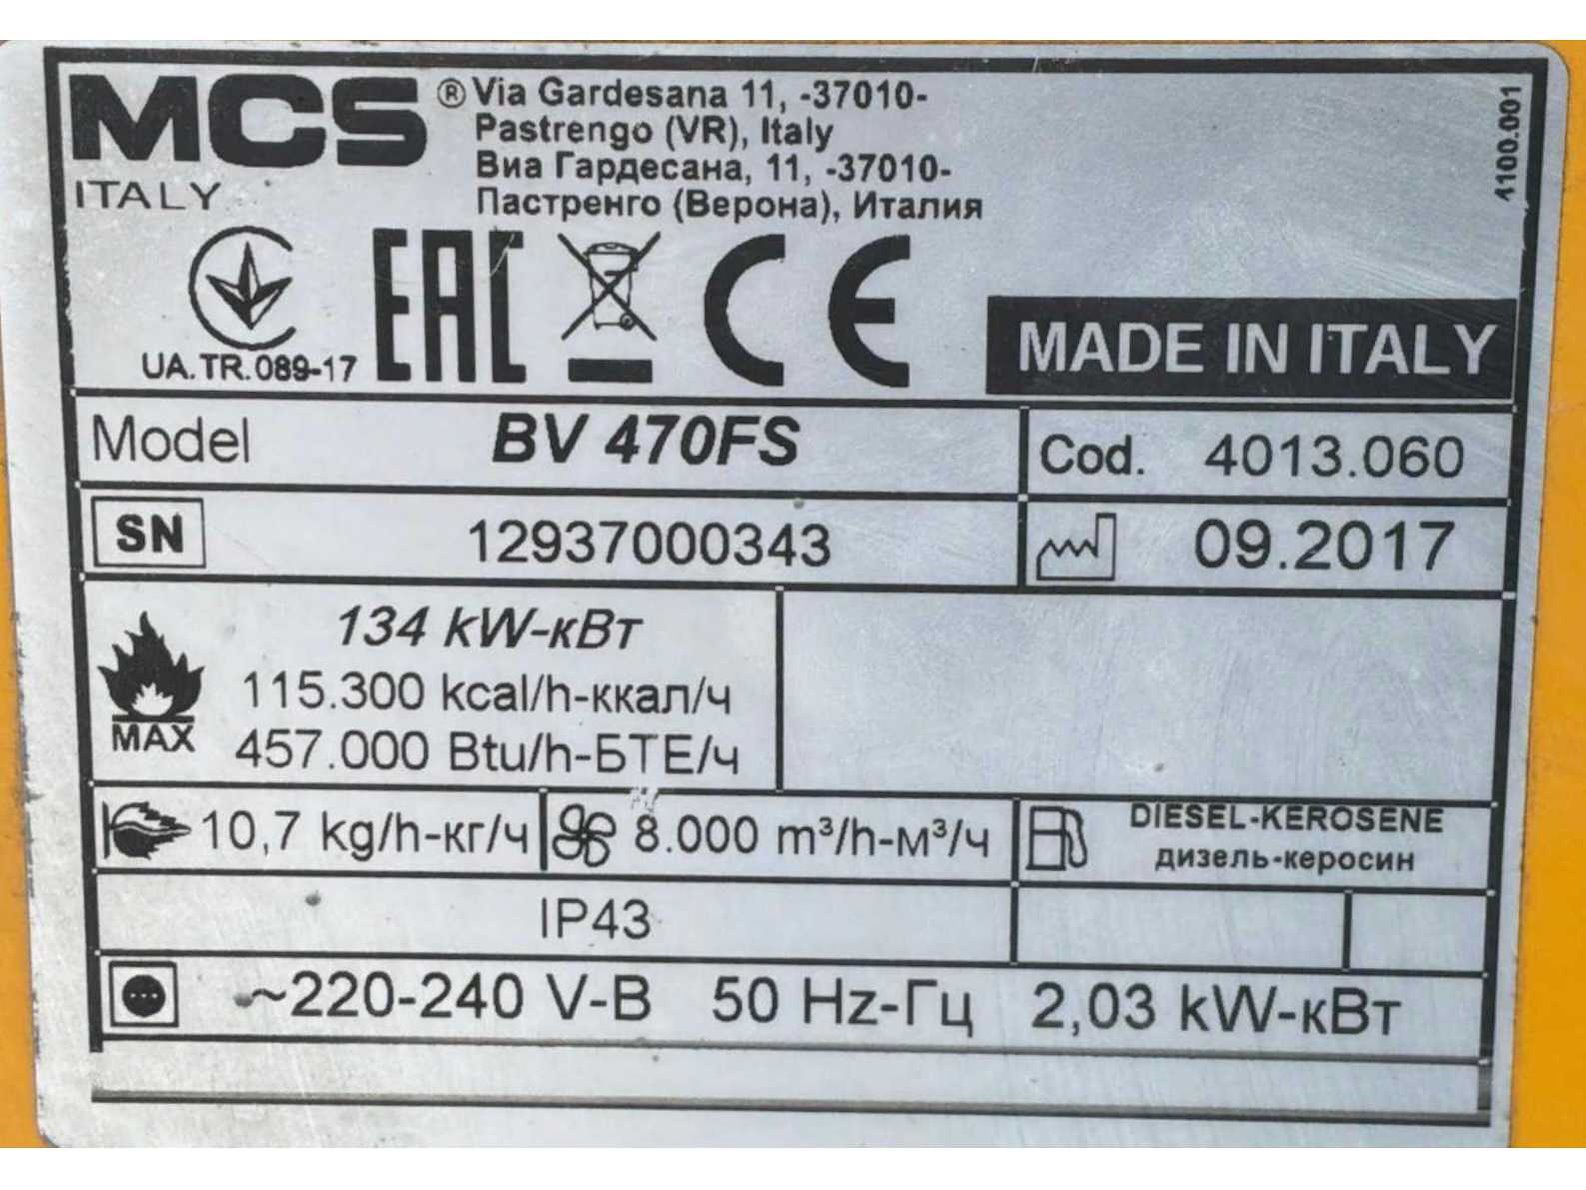 MCS
ITALY
® Via Gardesana 11, -37010-
Pastrengo (VR), Italy
Виа Гардесана, 11, -37010-
Пастренго (Верона), Италия
1100.001
UA.TR.089-17
EAC
CE
MADE IN ITALY
Model BV 470FS
Cod. 4013.060
SN 12937000343
09.2017
134 kW-кВт
115.300 kcal/h-ккал/ч
457.000 Btu/h-БТЕ/ч
MAX
10,7 kg/h-кг/ч
8.000 m³/h-м³/ч
DIESEL-KEROSENE
дизель-керосин
IP43
~220-240 V-В 50 Hz-Гц 2,03 kW-кВт